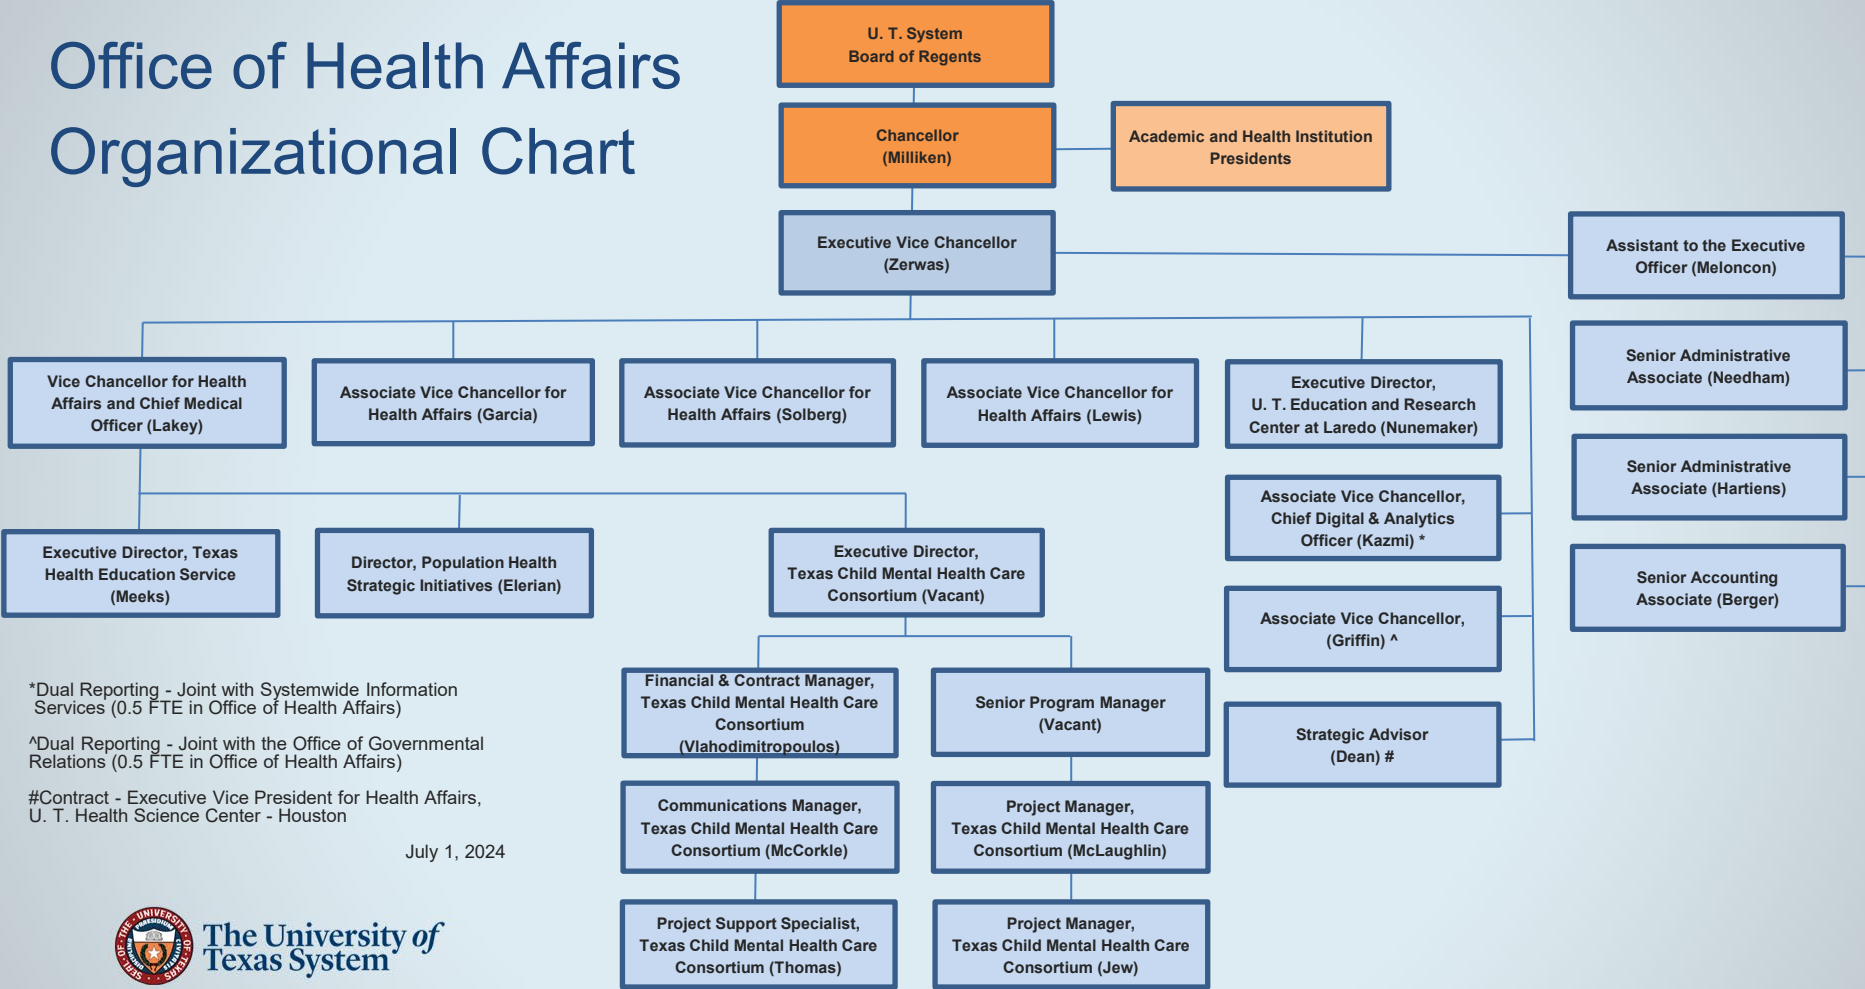 Office of Health Affairs
Organizational Chart
U. T. System
Board of Regents
Chancellor
(Milliken)
Academic and Health Institution
Presidents
Executive Vice Chancellor
(Zerwas)
Assistant to the Executive
Officer (Meloncon)
Senior Administrative
Associate (Needham)
Senior Administrative
Associate (Hartiens)
Senior Accounting
Associate (Berger)
Vice Chancellor for Health
Affairs and Chief Medical
Officer (Lakey)
Associate Vice Chancellor for
Health Affairs (Garcia)
Associate Vice Chancellor for
Health Affairs (Solberg)
Associate Vice Chancellor for
Health Affairs (Lewis)
Executive Director,
U. T. Education and Research
Center at Laredo (Nunemaker)
Associate Vice Chancellor,
Chief Digital & Analytics
Officer (Kazmi) *
Associate Vice Chancellor,
(Griffin) ^
Strategic Advisor
(Dean) #
Executive Director, Texas
Health Education Service
(Meeks)
Director, Population Health
Strategic Initiatives (Elerian)
Executive Director,
Texas Child Mental Health Care
Consortium (Vacant)
Financial & Contract Manager,
Texas Child Mental Health Care
Consortium
(Vlahodimitropoulos)
Senior Program Manager
(Vacant)
Communications Manager,
Texas Child Mental Health Care
Consortium (McCorkle)
Project Manager,
Texas Child Mental Health Care
Consortium (McLaughlin)
Project Support Specialist,
Texas Child Mental Health Care
Consortium (Thomas)
Project Manager,
Texas Child Mental Health Care
Consortium (Jew)
*Dual Reporting - Joint with Systemwide Information
Services (0.5 FTE in Office of Health Affairs)
^Dual Reporting - Joint with the Office of Governmental
Relations (0.5 FTE in Office of Health Affairs)
#Contract - Executive Vice President for Health Affairs,
U. T. Health Science Center - Houston
July 1, 2024
SEAL · OF · THE · UNIVERSITY · OF · TEXAS
The University of
Texas System